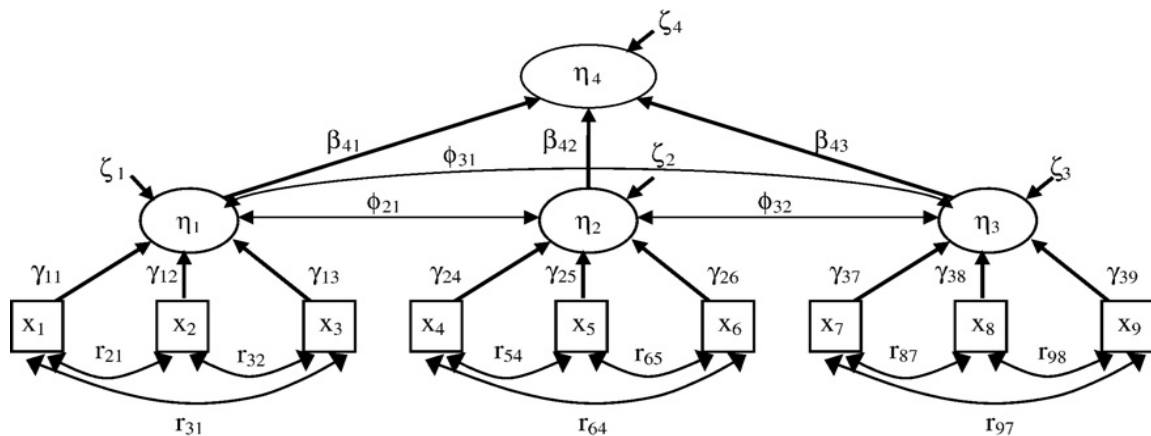 ζ₄
η₄
β₄₁ β₄₂ β₄₃
ϕ₃₁
ζ₁ ζ₂ ζ₃
ϕ₂₁ ϕ₃₂
η₁ η₂ η₃
γ₁₁ γ₁₂ γ₁₃ γ₂₄ γ₂₅ γ₂₆ γ₃₇ γ₃₈ γ₃₉
x₁ x₂ x₃ x₄ x₅ x₆ x₇ x₈ x₉
r₂₁ r₃₂ r₅₄ r₆₅ r₈₇ r₉₈
r₃₁ r₆₄ r₉₇